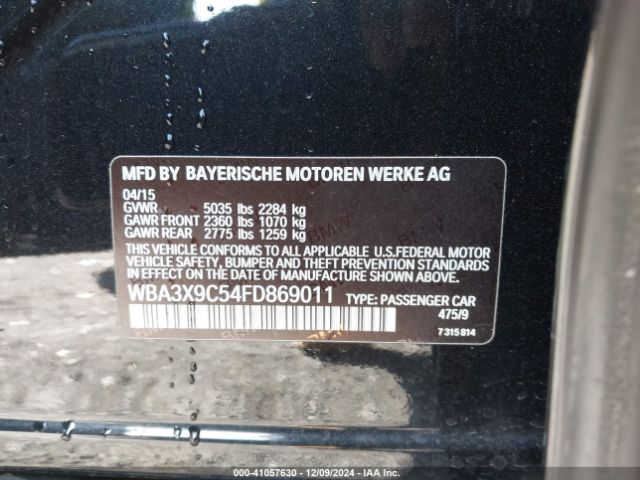 MFD BY BAYERISCHE MOTOREN WERKE AG
04/15
GVWR 5035 lbs 2284 kg
GAWR FRONT 2360 lbs 1070 kg
GAWR REAR 2775 lbs 1259 kg
THIS VEHICLE CONFORMS TO ALL APPLICABLE U.S.FEDERAL MOTOR
VEHICLE SAFETY, BUMPER AND THEFT PREVENTION STANDARDS
IN EFFECT ON THE DATE OF MANUFACTURE SHOWN ABOVE.
WBA3X9C54FD869011 TYPE: PASSENGER CAR
475/9
7315814
000-41057630 - 12/09/2024 - IAA Inc.